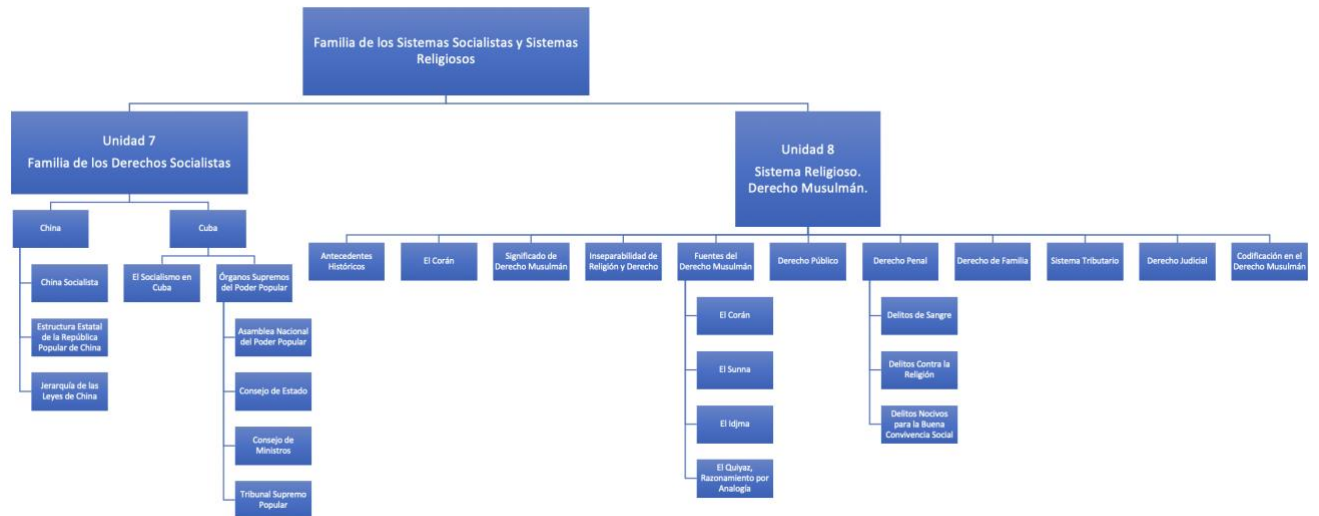 Familia de los Sistemas Socialistas y Sistemas
Religiosos
Unidad 7
Familia de los Derechos Socialistas
Unidad 8
Sistema Religioso.
Derecho Musulmán.
China
Cuba
China Socialista
Estructura Estatal
de la República
Popular de China
Jerarquía de las
Leyes de China
El Socialismo en
Cuba
Órganos Supremos
del Poder Popular
Asamblea Nacional
del Poder Popular
Consejo de Estado
Consejo de
Ministros
Tribunal Supremo
Popular
Antecedentes
Históricos
El Corán
Significado de
Derecho Musulmán
Inseparabilidad de
Religión y Derecho
Fuentes del
Derecho Musulmán
Derecho Público
Derecho Penal
Derecho de Familia
Sistema Tributario
Derecho Judicial
Codificación en el
Derecho Musulmán
El Corán
El Sunna
El Idjma
El Quiyaz,
Razonamiento por
Analogía
Delitos de Sangre
Delitos Contra la
Religión
Delitos Nocivos
para la Buena
Convivencia Social